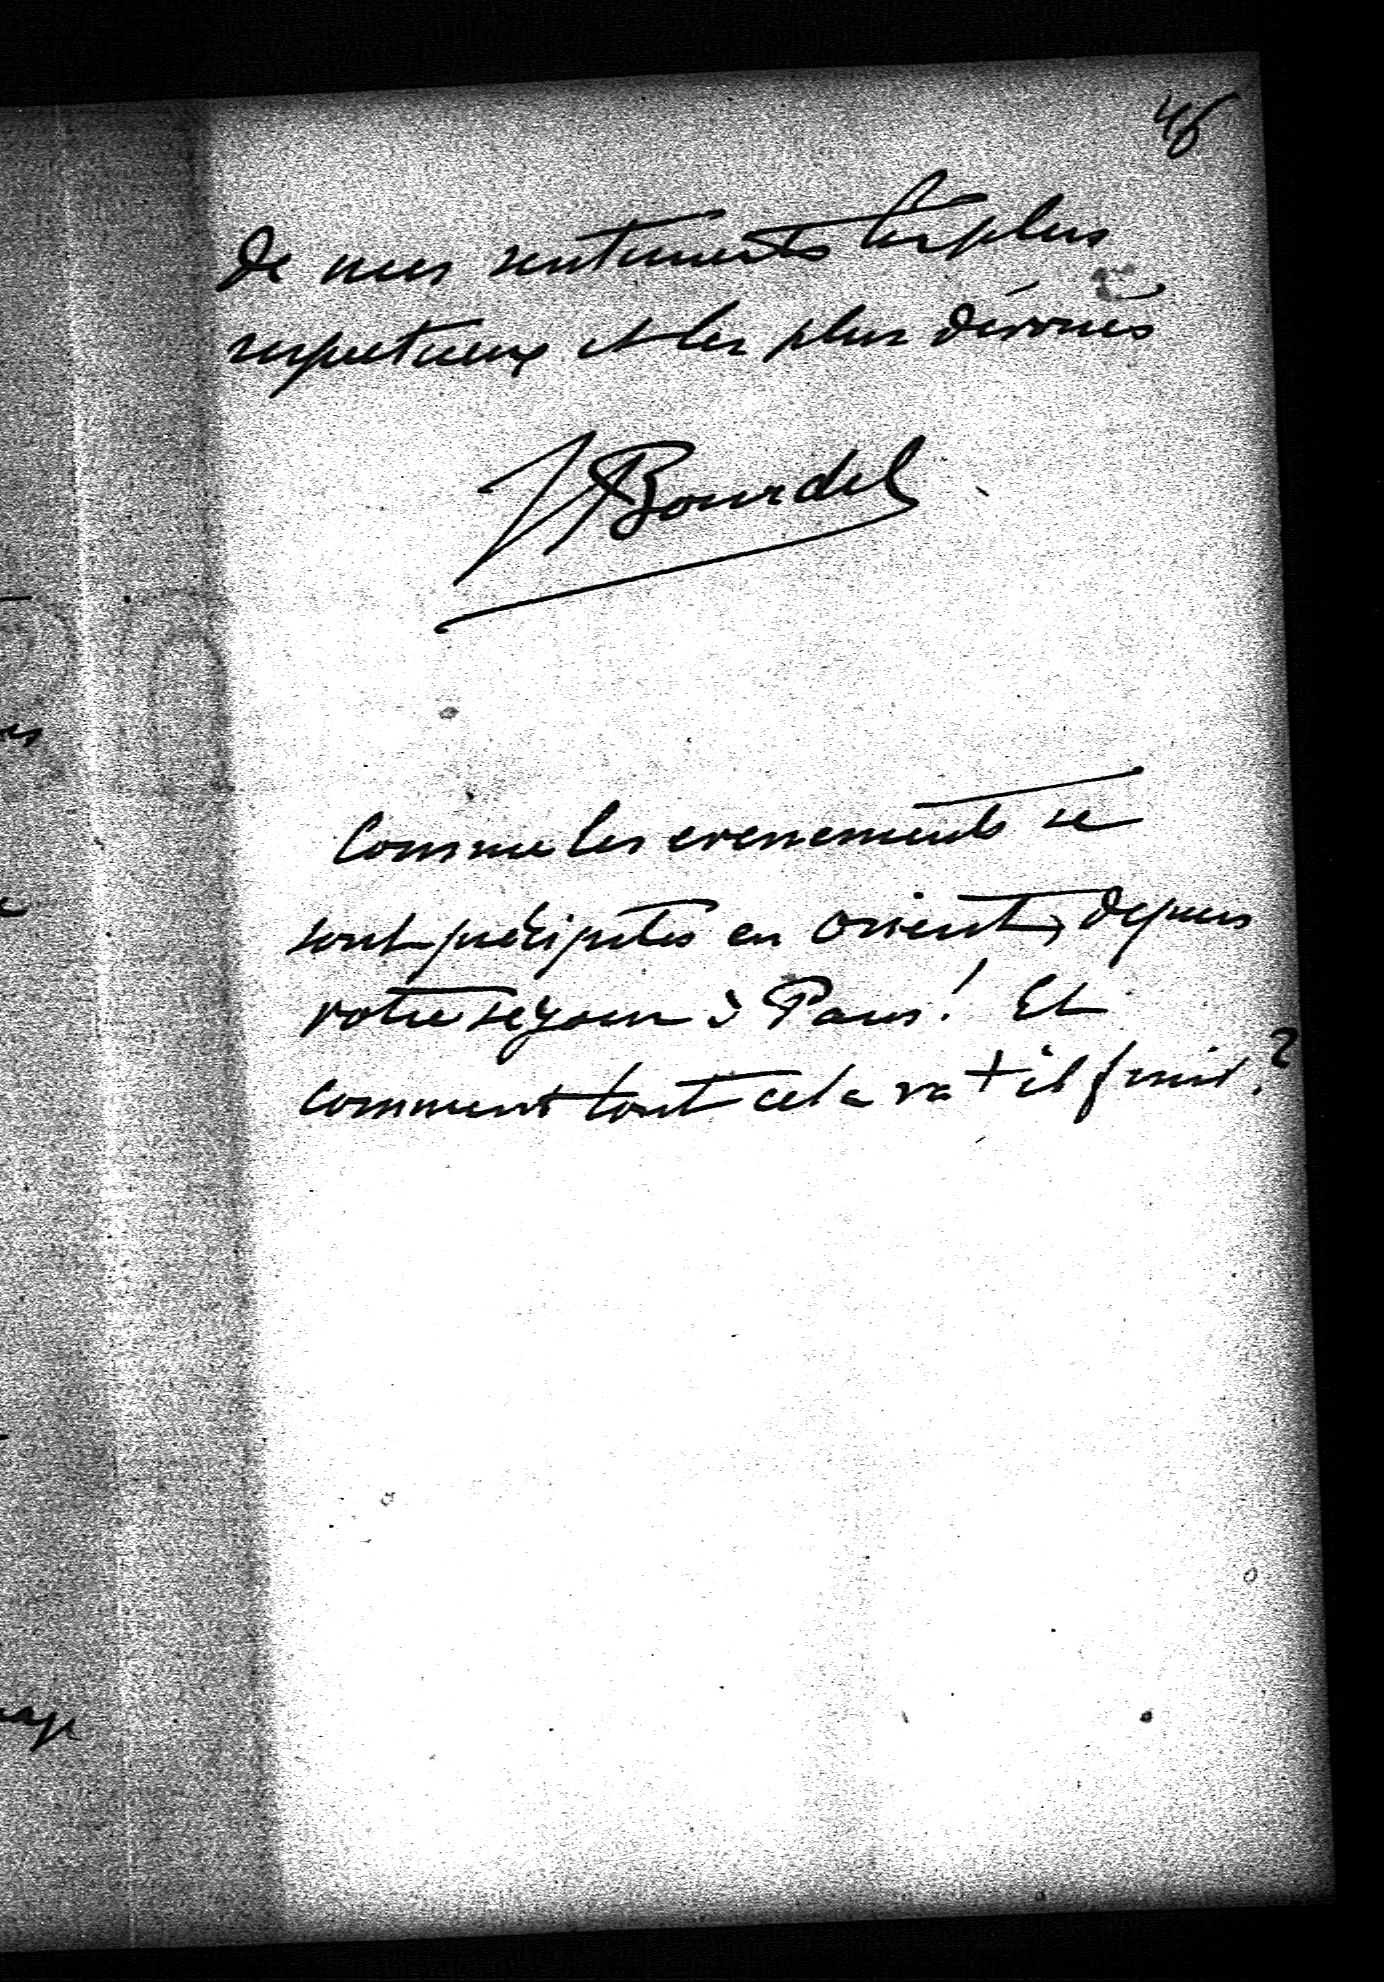 46
de mes sentiments les plus
respectueux et les plus dévoués
J Bourdel
Comme les evenements se
sont précipités en Orient, depuis
votre séjour à Paris! Et
comment tout cela va t il finir?